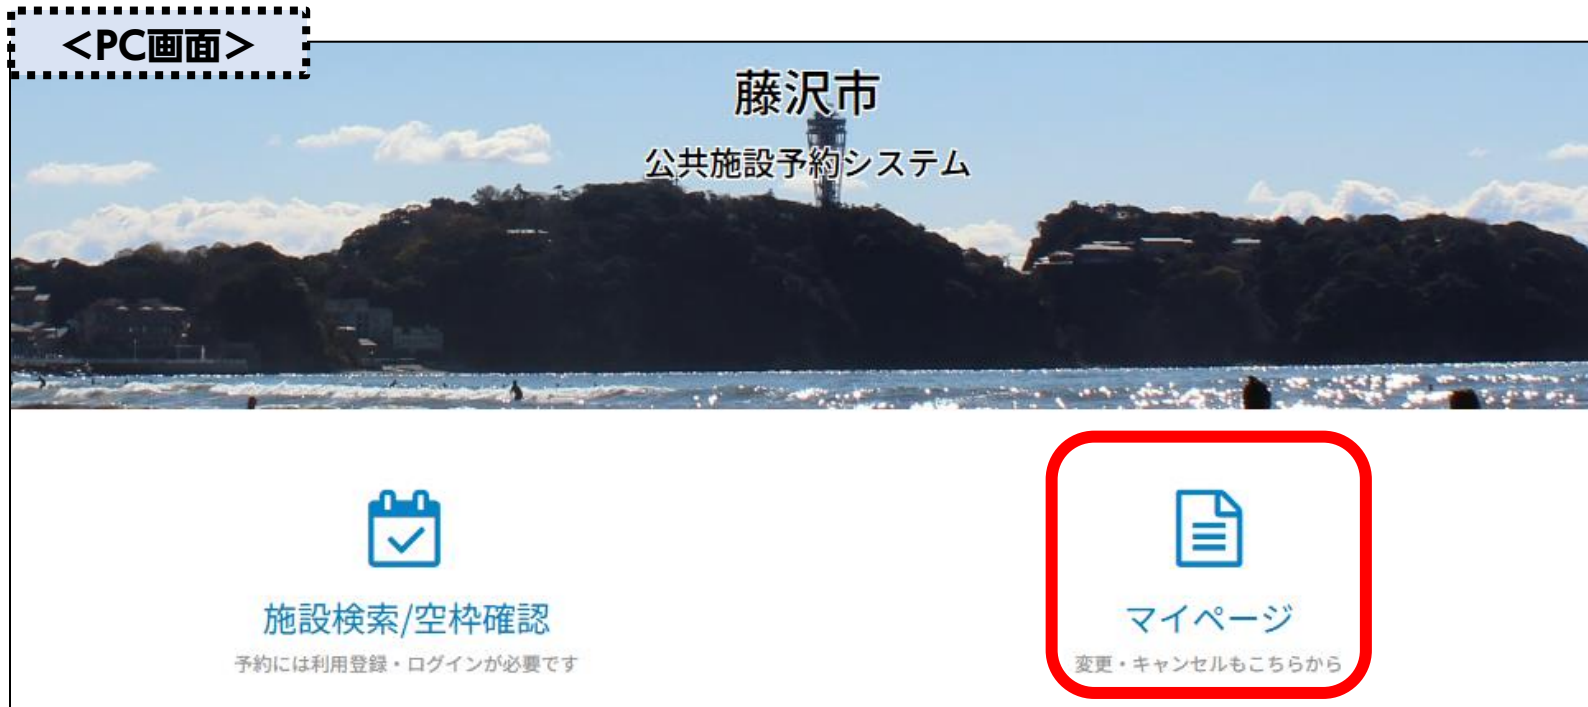 ＜PC画面＞
藤沢市
公共施設予約システム
施設検索/空枠確認
予約には利用登録・ログインが必要です
マイページ
変更・キャンセルもこちらから